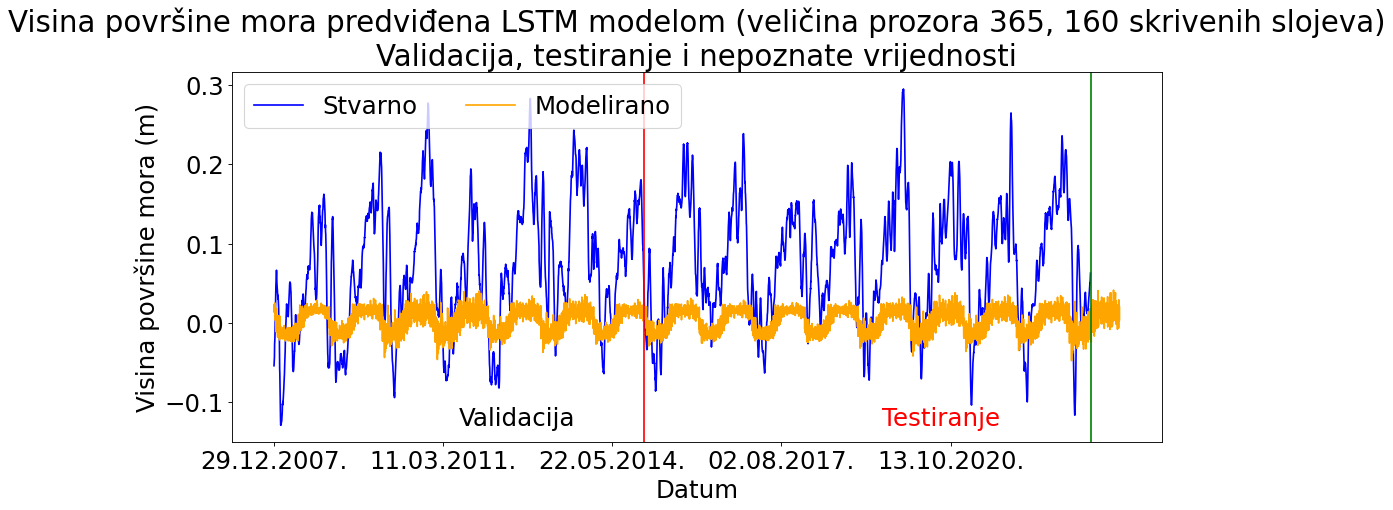 Visina površine mora predviđena LSTM modelom (veličina prozora 365, 160 skrivenih slojeva)
Validacija, testiranje i nepoznate vrijednosti
Stvarno Modelirano
Visina površine mora (m)
0.3
0.2
0.1
0.0
−0.1
Validacija Testiranje
29.12.2007. 11.03.2011. 22.05.2014. 02.08.2017. 13.10.2020.
Datum